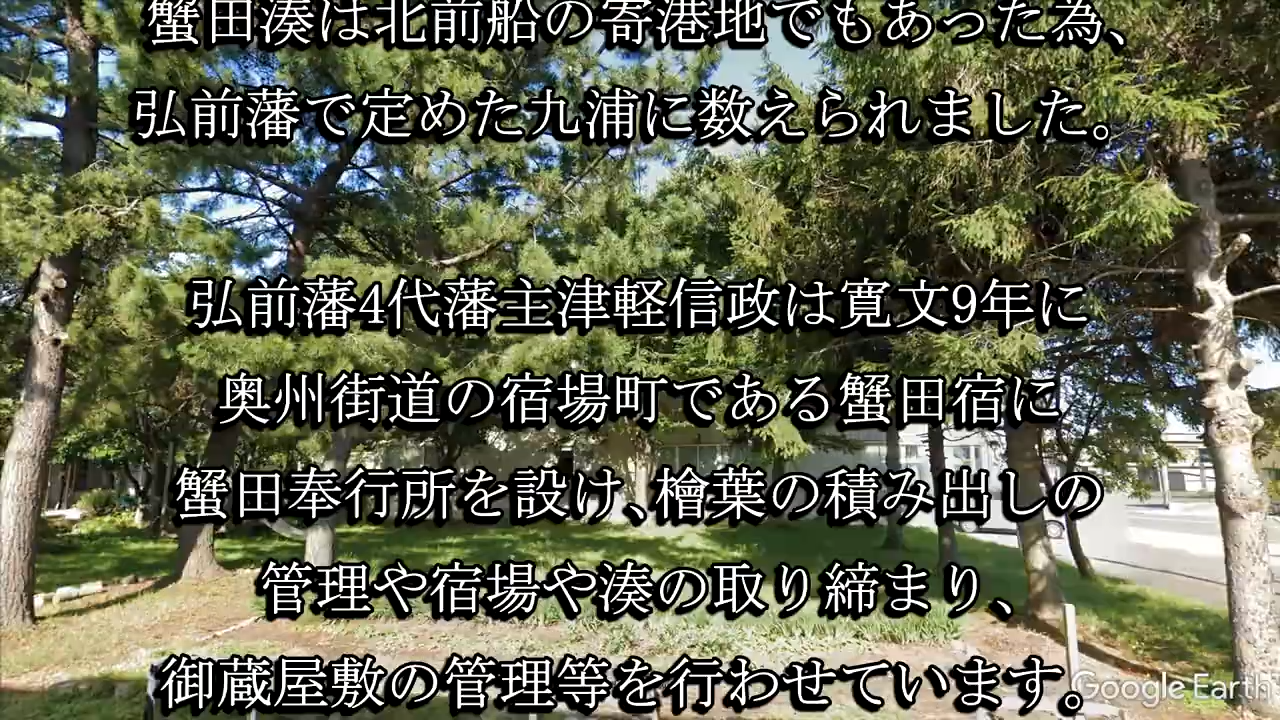 蟹田湊は北前船の寄港地でもあった為、
弘前藩で定めた九浦に数えられました。
弘前藩4代藩主津軽信政は寛文9年に
奥州街道の宿場町である蟹田宿に
蟹田奉行所を設け、檜葉の積み出しの
管理や宿場や湊の取り締まり、
御蔵屋敷の管理等を行わせています。
Google Earth